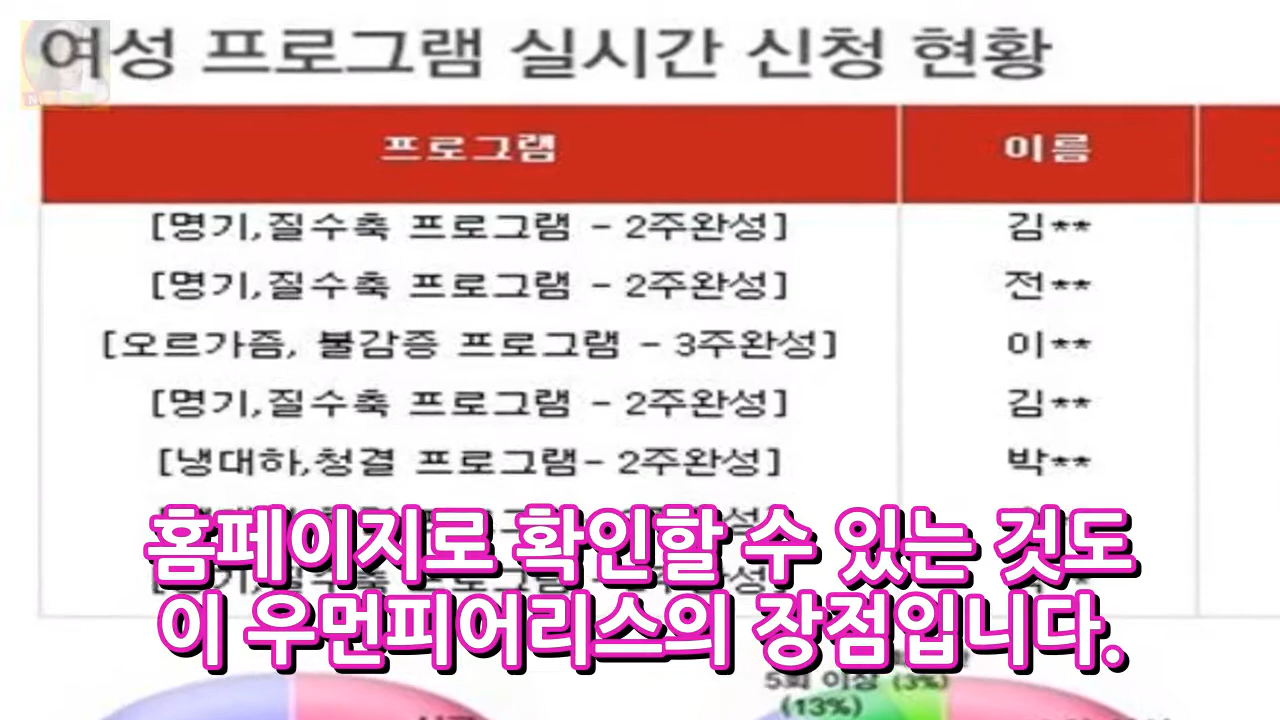 여성 프로그램 실시간 신청 현황
프로그램 이름
[명기,질수축 프로그램 - 2주완성] 김**
[명기,질수축 프로그램 - 2주완성] 전**
[오르가즘, 불감증 프로그램 - 3주완성] 이**
[명기,질수축 프로그램 - 2주완성] 김**
[냉대하,청결 프로그램- 2주완성] 박**
홈페이지로 확인할 수 있는 것도
이 우먼피어리스의 장점입니다.
5회 이상 (3%)
(13%)